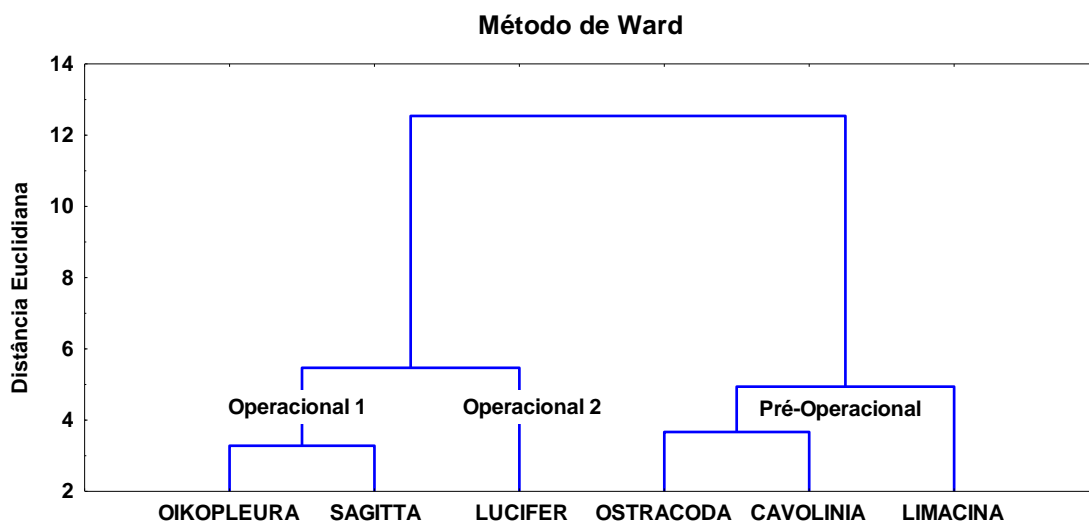 Método de Ward
Distância Euclidiana
14
12
10
8
6
4
2
Operacional 1
Operacional 2
Pré-Operacional
OIKOPLEURA
SAGITTA
LUCIFER
OSTRACODA
CAVOLINIA
LIMACINA